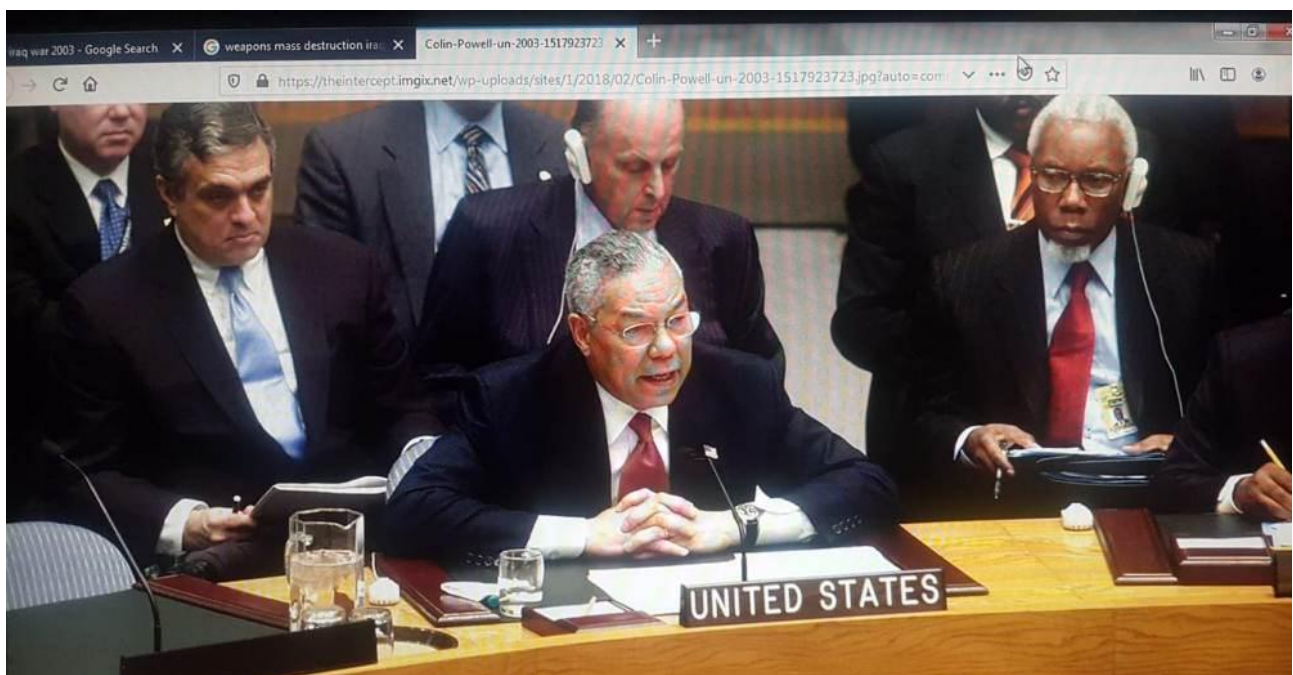 iraq war 2003 - Google Search
weapons mass destruction ira
Colin-Powell-un-2003-1517923723
https://theintercept.imgix.net/wp-uploads/sites/1/2018/02/Colin-Powell-un-2003-1517923723.jpg?auto=com
UNITED STATES